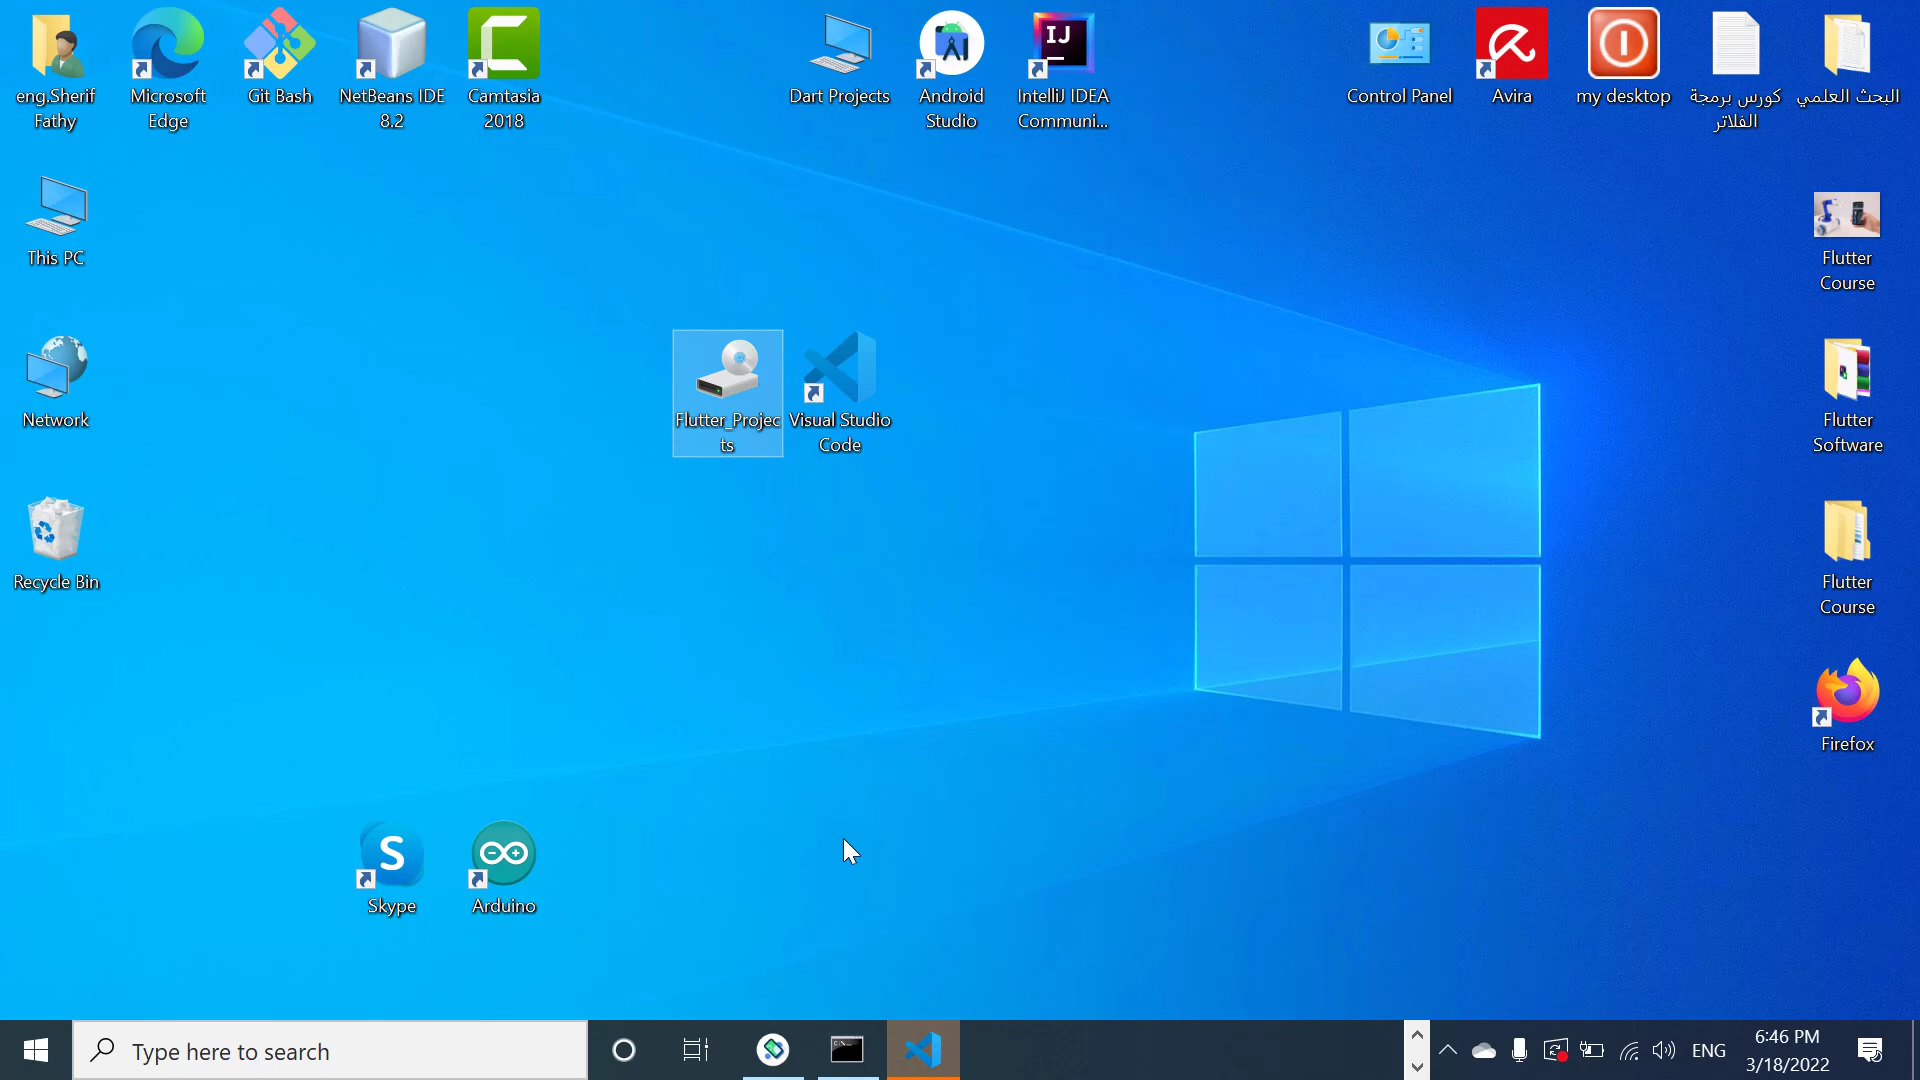 eng.Sherif
Fathy
Microsoft
Edge
Git Bash
NetBeans IDE
8.2
Camtasia
2018
Dart Projects
Android
Studio
IJ
IntelliJ IDEA
Communi...
Control Panel
Avira
my desktop
كورس برمجة
الفلاتر
البحث العلمي
This PC
Flutter
Course
Network
Flutter_Projec
ts
Visual Studio
Code
Flutter
Software
Recycle Bin
Flutter
Course
Firefox
S
Skype
Arduino
Type here to search
ENG
6:46 PM
3/18/2022